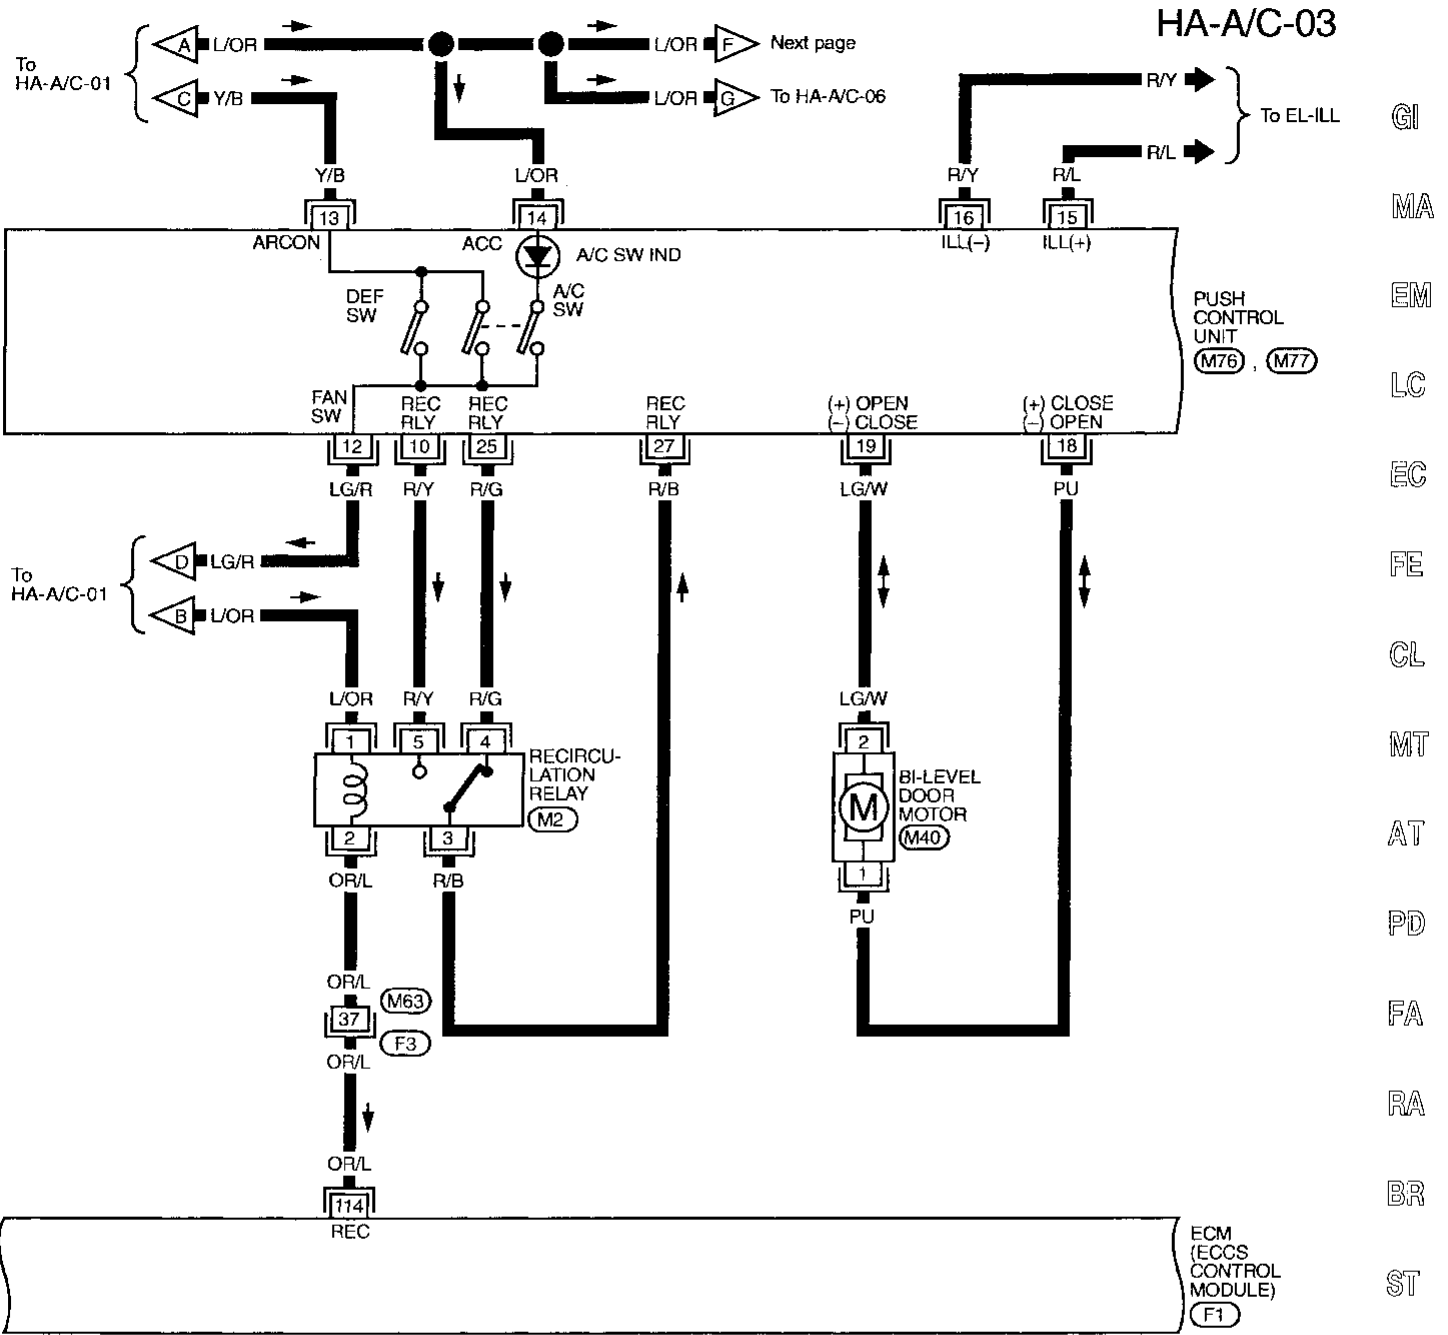 HA-A/C-03
To
HA-A/C-01
A L/OR
L/OR F Next page
C Y/B
L/OR G To HA-A/C-06
R/Y
R/L
To EL-ILL
Y/B
L/OR
R/Y
R/L
13
14
16
15
ARCON
ACC
A/C SW IND
ILL(−)
ILL(+)
DEF
SW
A/C
SW
PUSH
CONTROL
UNIT
M76 , M77
FAN
SW
REC
RLY
REC
RLY
REC
RLY
(+) OPEN
(−) CLOSE
(+) CLOSE
(−) OPEN
12
10
25
27
19
18
LG/R
R/Y
R/G
R/B
LG/W
PU
To
HA-A/C-01
D LG/R
B L/OR
L/OR
R/Y
R/G
LG/W
1
5
4
2
RECIRCU-
LATION
RELAY
M2
M
BI-LEVEL
DOOR
MOTOR
M40
2
3
1
OR/L
R/B
PU
OR/L
37
M63
F3
OR/L
OR/L
114
REC
ECM
(ECCS
CONTROL
MODULE)
F1
GI
MA
EM
LC
EC
FE
CL
MT
AT
PD
FA
RA
BR
ST